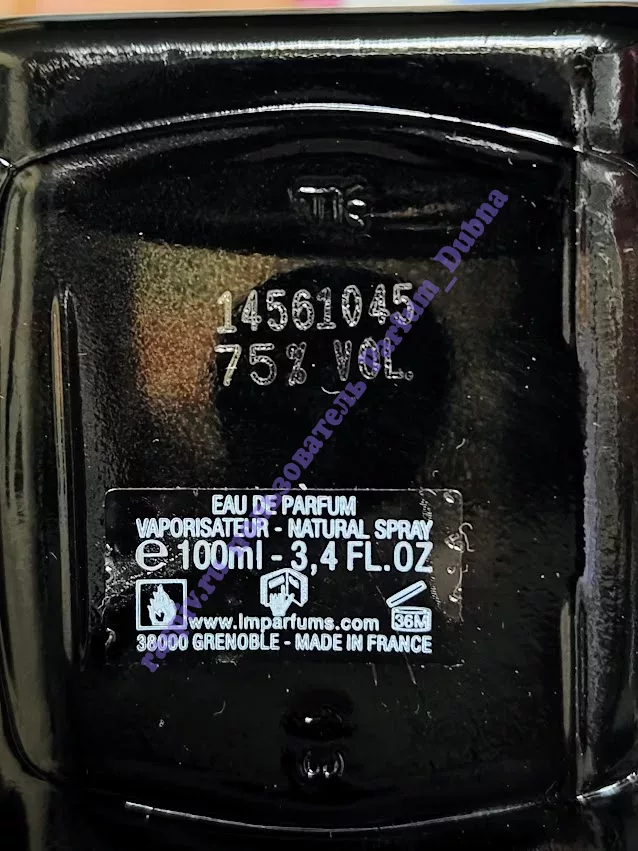 14561045
75% VOL.
EAU DE PARFUM
VAPORISATEUR - NATURAL SPRAY
e 100ml - 3,4 FL.OZ
www.lmparfums.com
36M
38000 GRENOBLE - MADE IN FRANCE
Parfum_Dubna